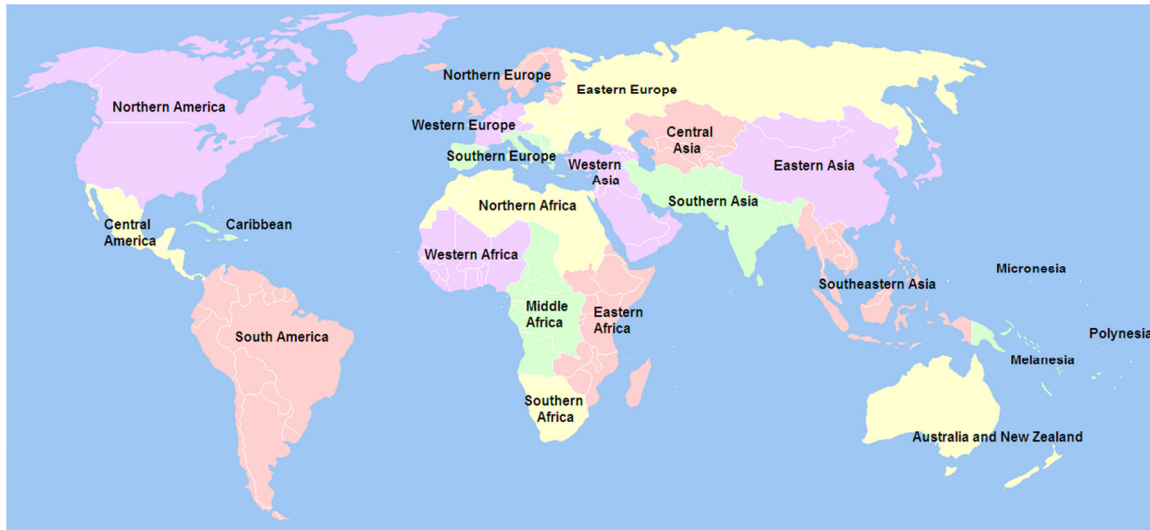 Northern Europe
Eastern Europe
Northern America
Western Europe
Central
Asia
Southern Europe
Western
Asia
Eastern Asia
Southern Asia
Northern Africa
Central
America
Caribbean
Western Africa
Micronesia
Southeastern Asia
Middle
Africa
Eastern
Africa
South America
Polynesia
Melanesia
Southern
Africa
Australia and New Zealand